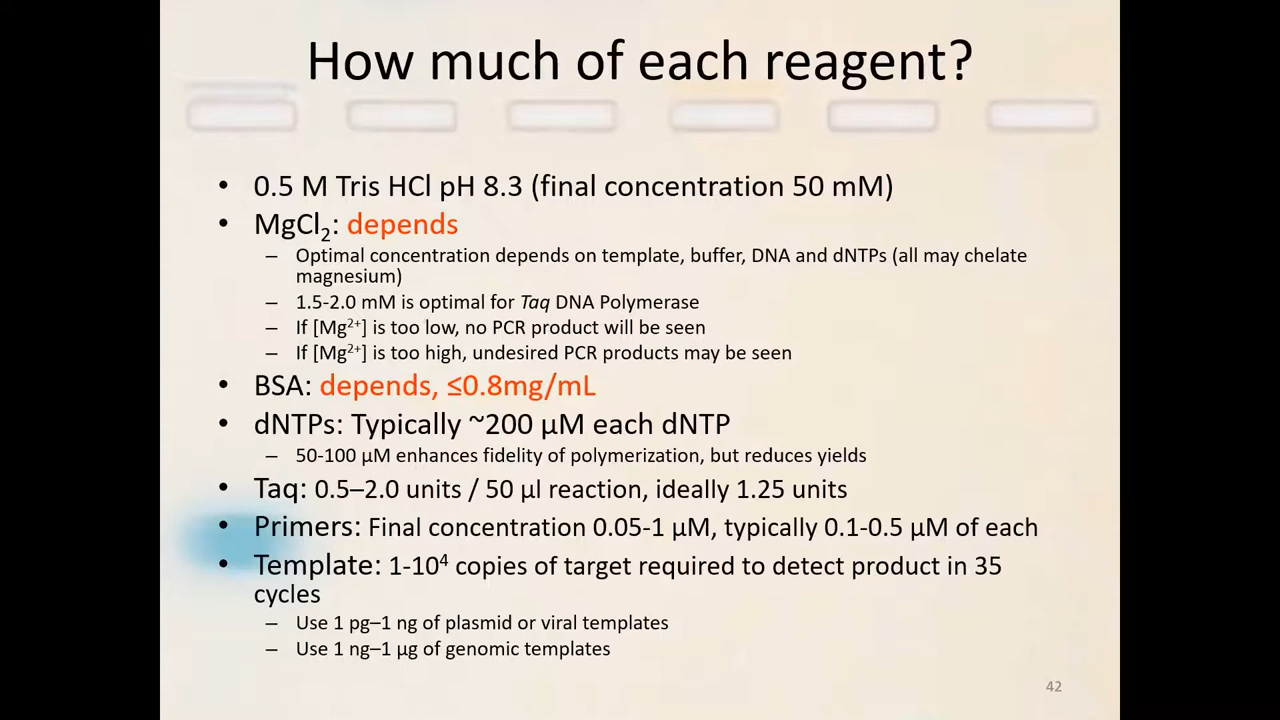 How much of each reagent?
• 0.5 M Tris HCl pH 8.3 (final concentration 50 mM)
• MgCl₂: depends
– Optimal concentration depends on template, buffer, DNA and dNTPs (all may chelate
magnesium)
– 1.5-2.0 mM is optimal for Taq DNA Polymerase
– If [Mg²⁺] is too low, no PCR product will be seen
– If [Mg²⁺] is too high, undesired PCR products may be seen
• BSA: depends, ≤0.8mg/mL
• dNTPs: Typically ~200 µM each dNTP
– 50-100 µM enhances fidelity of polymerization, but reduces yields
• Taq: 0.5–2.0 units / 50 µl reaction, ideally 1.25 units
• Primers: Final concentration 0.05-1 µM, typically 0.1-0.5 µM of each
• Template: 1-10⁴ copies of target required to detect product in 35
cycles
– Use 1 pg–1 ng of plasmid or viral templates
– Use 1 ng–1 µg of genomic templates
42